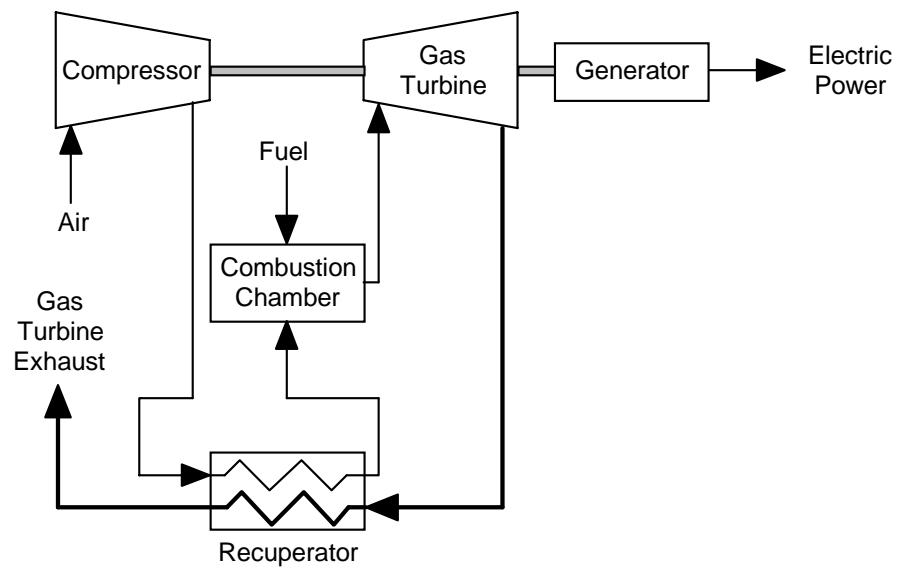 Compressor
Gas
Turbine
Generator
Electric
Power
Fuel
Air
Combustion
Chamber
Gas
Turbine
Exhaust
Recuperator